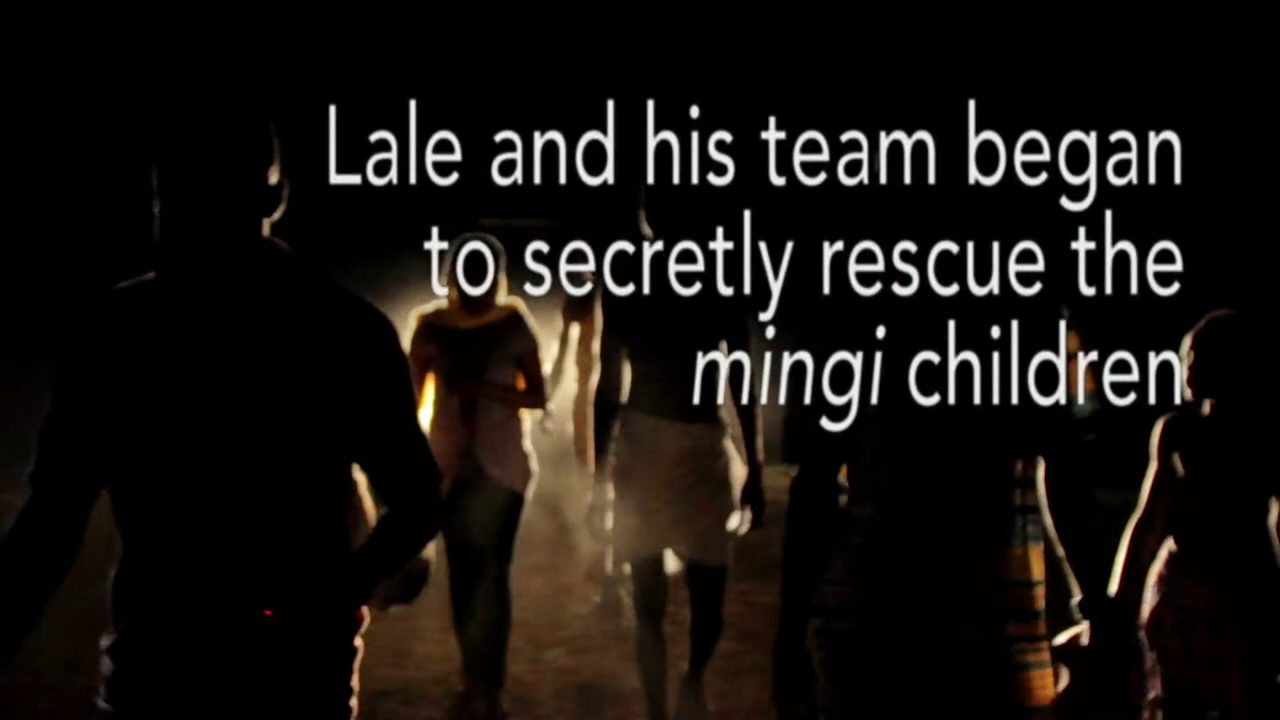 Lale and his team began
to secretly rescue the
mingi children